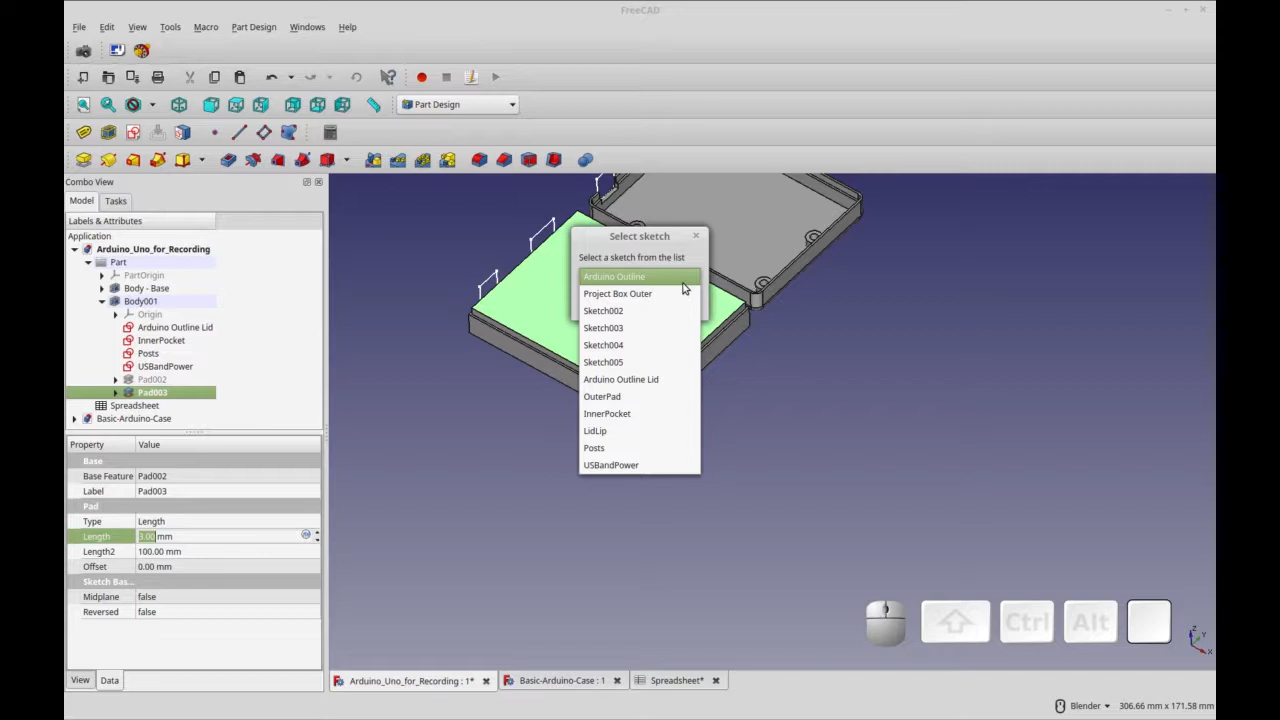 FreeCAD
File Edit View Tools Macro Part Design Windows Help
Part Design
Combo View
Model Tasks
Labels & Attributes
Application
Arduino_Uno_for_Recording
Part
PartOrigin
Body - Base
Body001
Origin
Arduino Outline Lid
InnerPocket
Posts
USBandPower
Pad002
Pad003
Spreadsheet
Basic-Arduino-Case
Property Value
Base
Base Feature Pad002
Label Pad003
Pad
Type Length
Length 3.00 mm
Length2 100.00 mm
Offset 0.00 mm
Sketch Bas...
Midplane false
Reversed false
View Data
Select sketch
Select a sketch from the list
Arduino Outline
Project Box Outer
Sketch002
Sketch003
Sketch004
Sketch005
Arduino Outline Lid
OuterPad
InnerPocket
LidLip
Posts
USBandPower
Ctrl Alt
Z Y X
Arduino_Uno_for_Recording : 1* Basic-Arduino-Case : 1 Spreadsheet*
Blender 306.66 mm x 171.58 mm